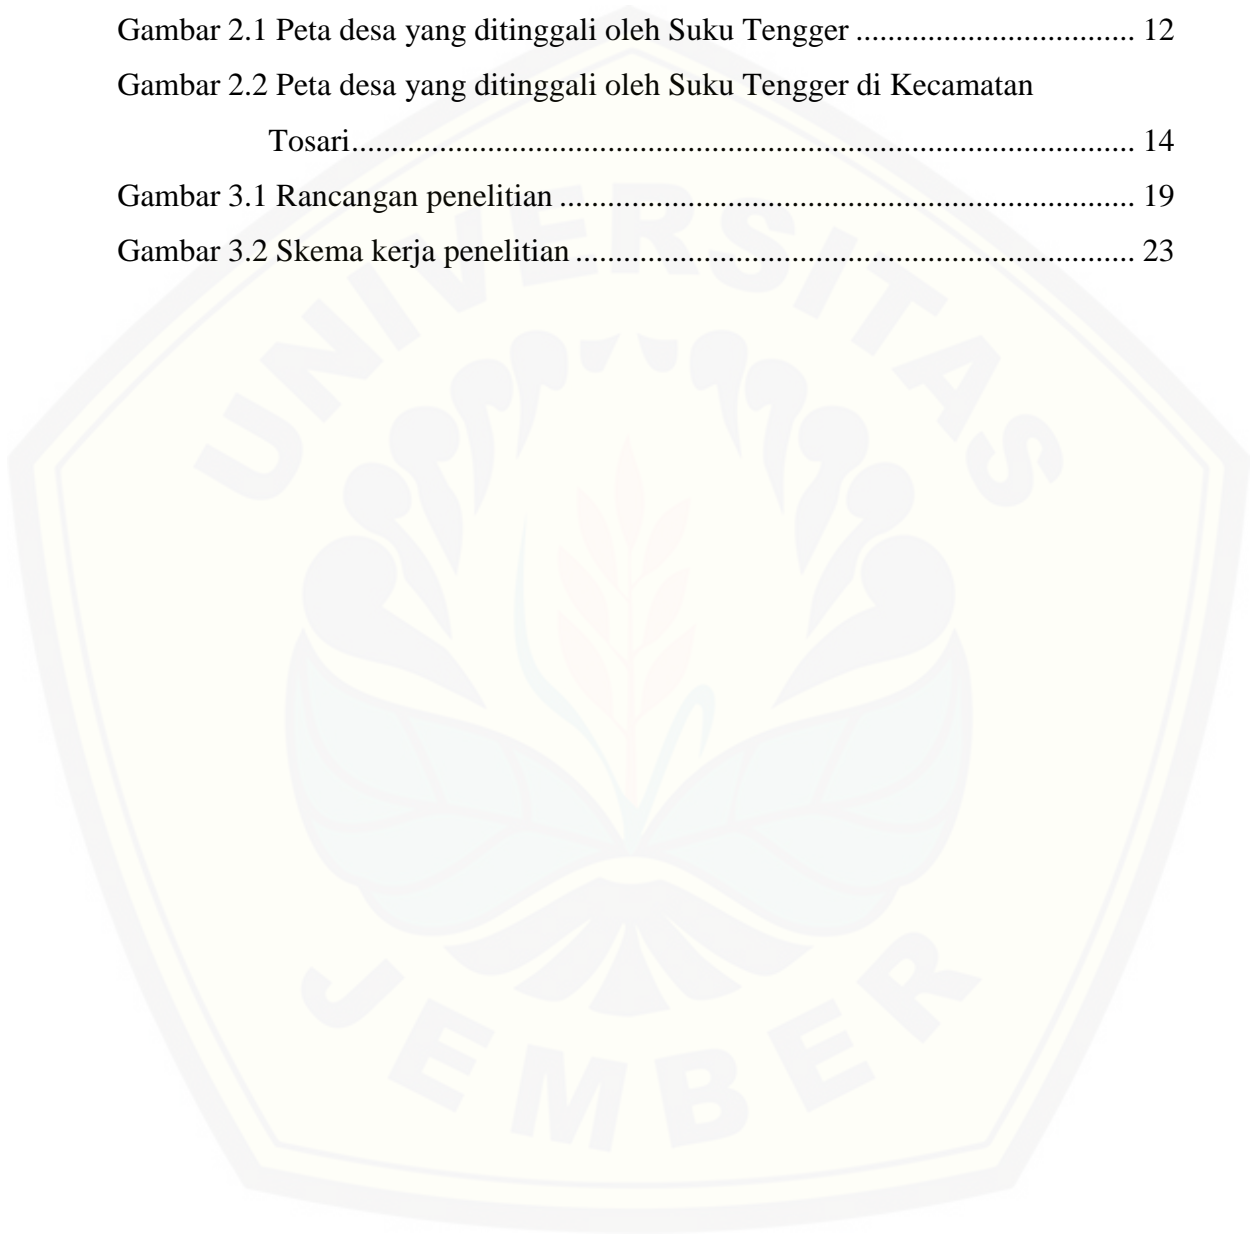 Gambar 2.1 Peta desa yang ditinggali oleh Suku Tengger .................................. 12
Gambar 2.2 Peta desa yang ditinggali oleh Suku Tengger di Kecamatan
Tosari................................................................................................ 14
Gambar 3.1 Rancangan penelitian ...................................................................... 19
Gambar 3.2 Skema kerja penelitian .................................................................... 23
UNIVERSITAS
JEMBER